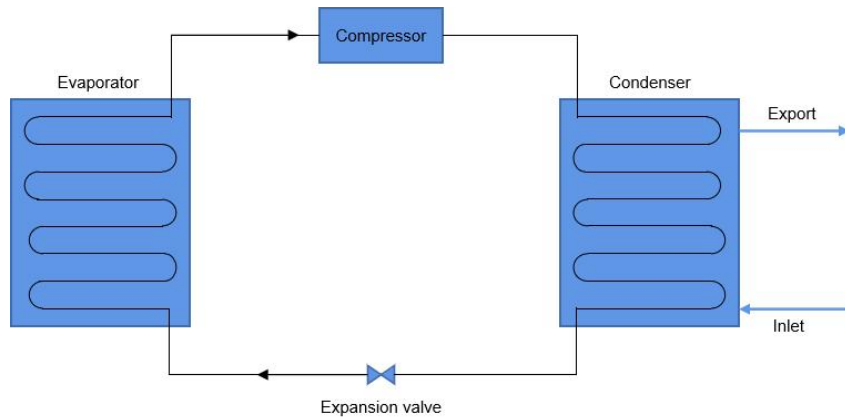 Compressor
Evaporator
Condenser
Export
Inlet
Expansion valve